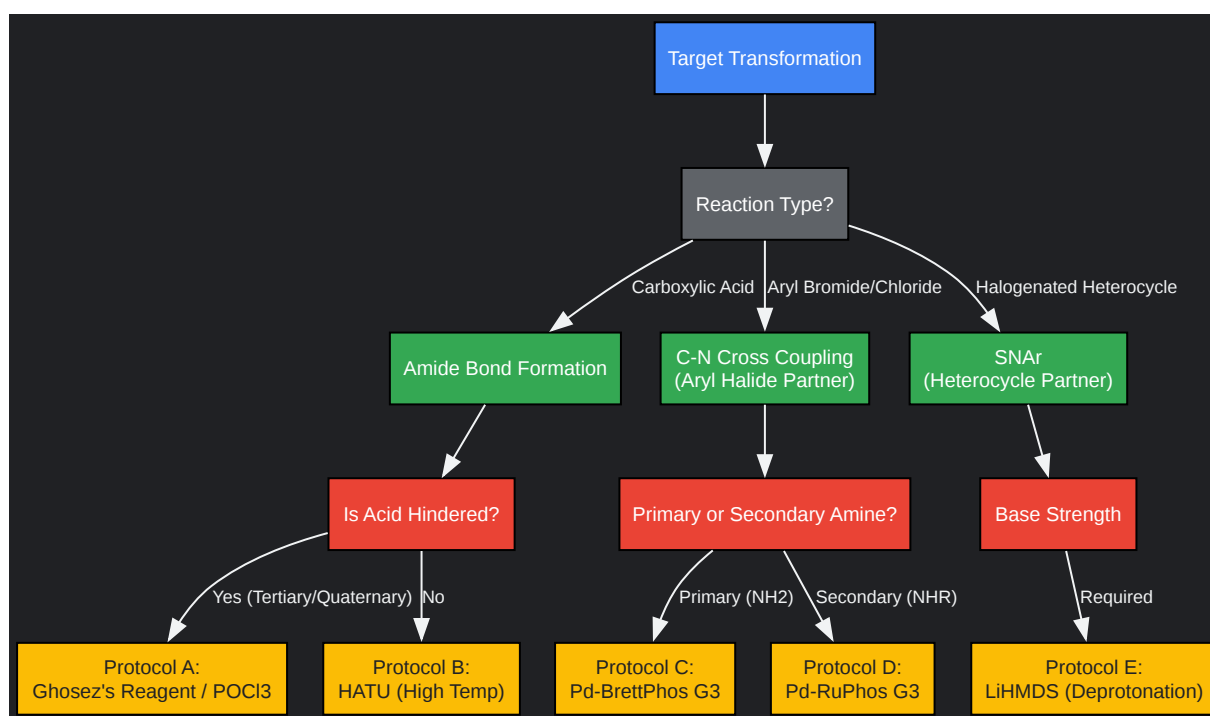 Target Transformation
Reaction Type?
Carboxylic Acid
Aryl Bromide/Chloride
Halogenated Heterocycle
Amide Bond Formation
C-N Cross Coupling
(Aryl Halide Partner)
SNAr
(Heterocycle Partner)
Is Acid Hindered?
Primary or Secondary Amine?
Base Strength
Yes (Tertiary/Quaternary)
No
Primary (NH2)
Secondary (NHR)
Required
Protocol A:
Ghosez's Reagent / POCl3
Protocol B:
HATU (High Temp)
Protocol C:
Pd-BrettPhos G3
Protocol D:
Pd-RuPhos G3
Protocol E:
LiHMDS (Deprotonation)